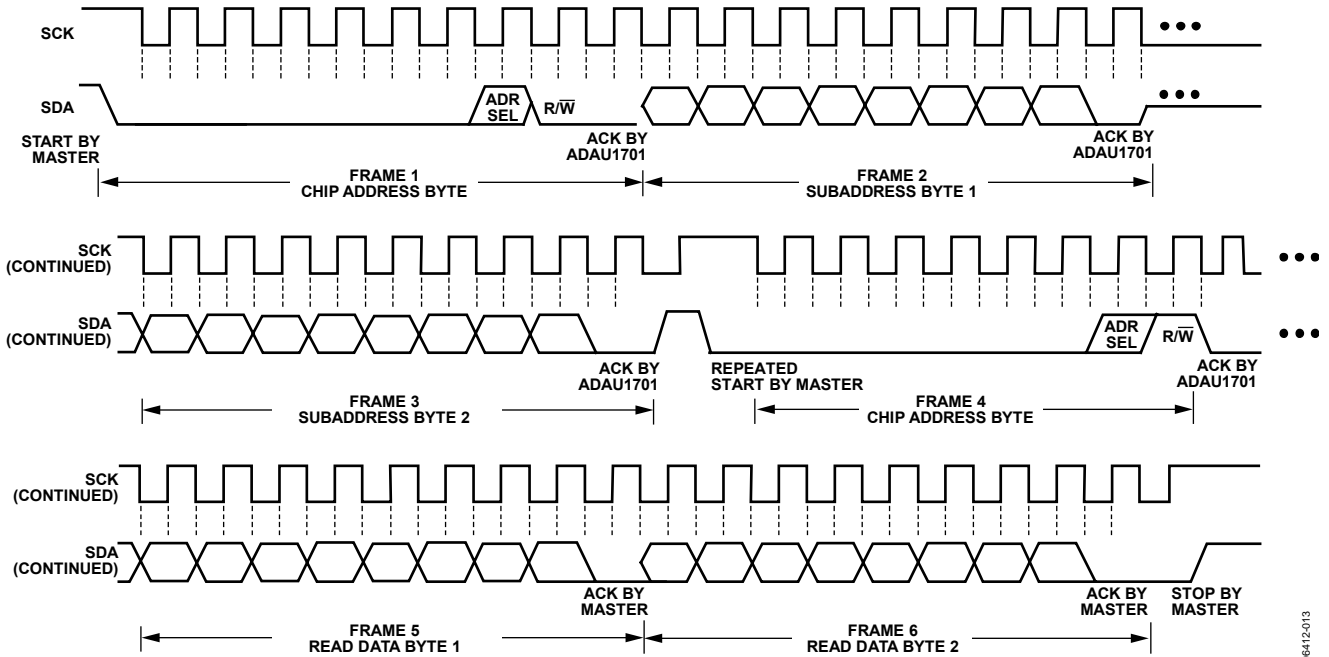 SCK
SDA
ADR
SEL
R/W
START BY
MASTER
ACK BY
ADAU1701
ACK BY
ADAU1701
FRAME 1
CHIP ADDRESS BYTE
FRAME 2
SUBADDRESS BYTE 1
SCK
(CONTINUED)
SDA
(CONTINUED)
ADR
SEL
R/W
ACK BY
ADAU1701
REPEATED
START BY MASTER
ACK BY
ADAU1701
FRAME 3
SUBADDRESS BYTE 2
FRAME 4
CHIP ADDRESS BYTE
SCK
(CONTINUED)
SDA
(CONTINUED)
ACK BY
MASTER
ACK BY
MASTER
STOP BY
MASTER
FRAME 5
READ DATA BYTE 1
FRAME 6
READ DATA BYTE 2
6412-013